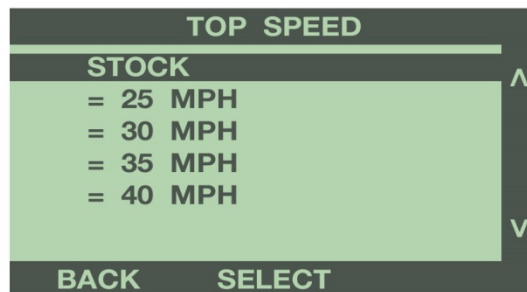 TOP SPEED
STOCK
= 25 MPH
= 30 MPH
= 35 MPH
= 40 MPH
BACK SELECT